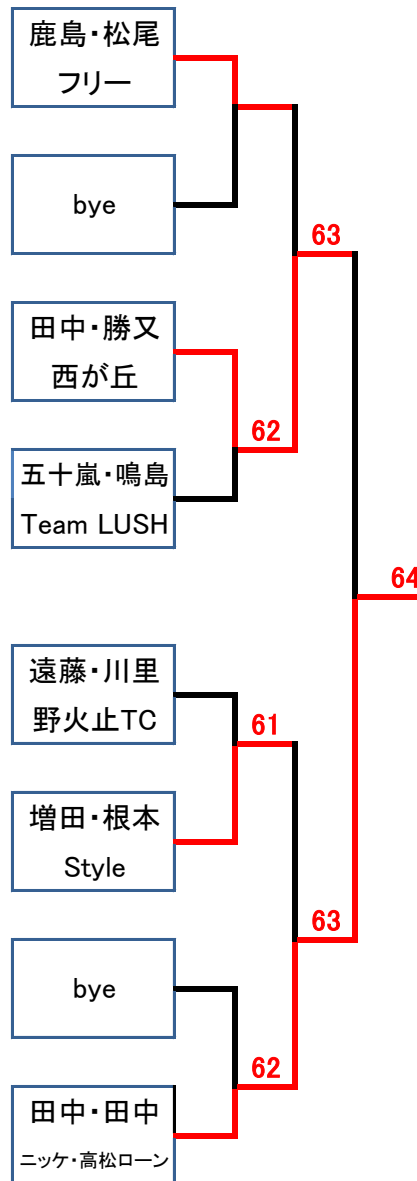 鹿島・松尾
フリー
bye
63
田中・勝又
西が丘
62
五十嵐・鳴島
Team LUSH
64
遠藤・川里
野火止TC
61
増田・根本
Style
63
bye
62
田中・田中
ニッケ・高松ローン